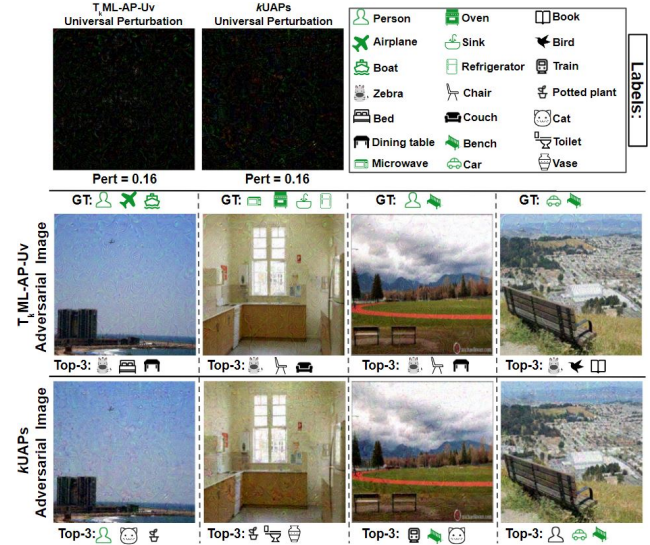 TkML-AP-Uv
Universal Perturbation
kUAPs
Universal Perturbation
Pert = 0.16
Pert = 0.16
Person
Oven
Book
Airplane
Sink
Bird
Boat
Refrigerator
Train
Zebra
Chair
Potted plant
Bed
Couch
Cat
Dining table
Bench
Toilet
Microwave
Car
Vase
Labels:
GT:
GT:
GT:
GT:
TkML-AP-Uv
Adversarial Image
Top-3:
Top-3:
Top-3:
Top-3:
kUAPs
Adversarial Image
Top-3:
Top-3:
Top-3:
Top-3: